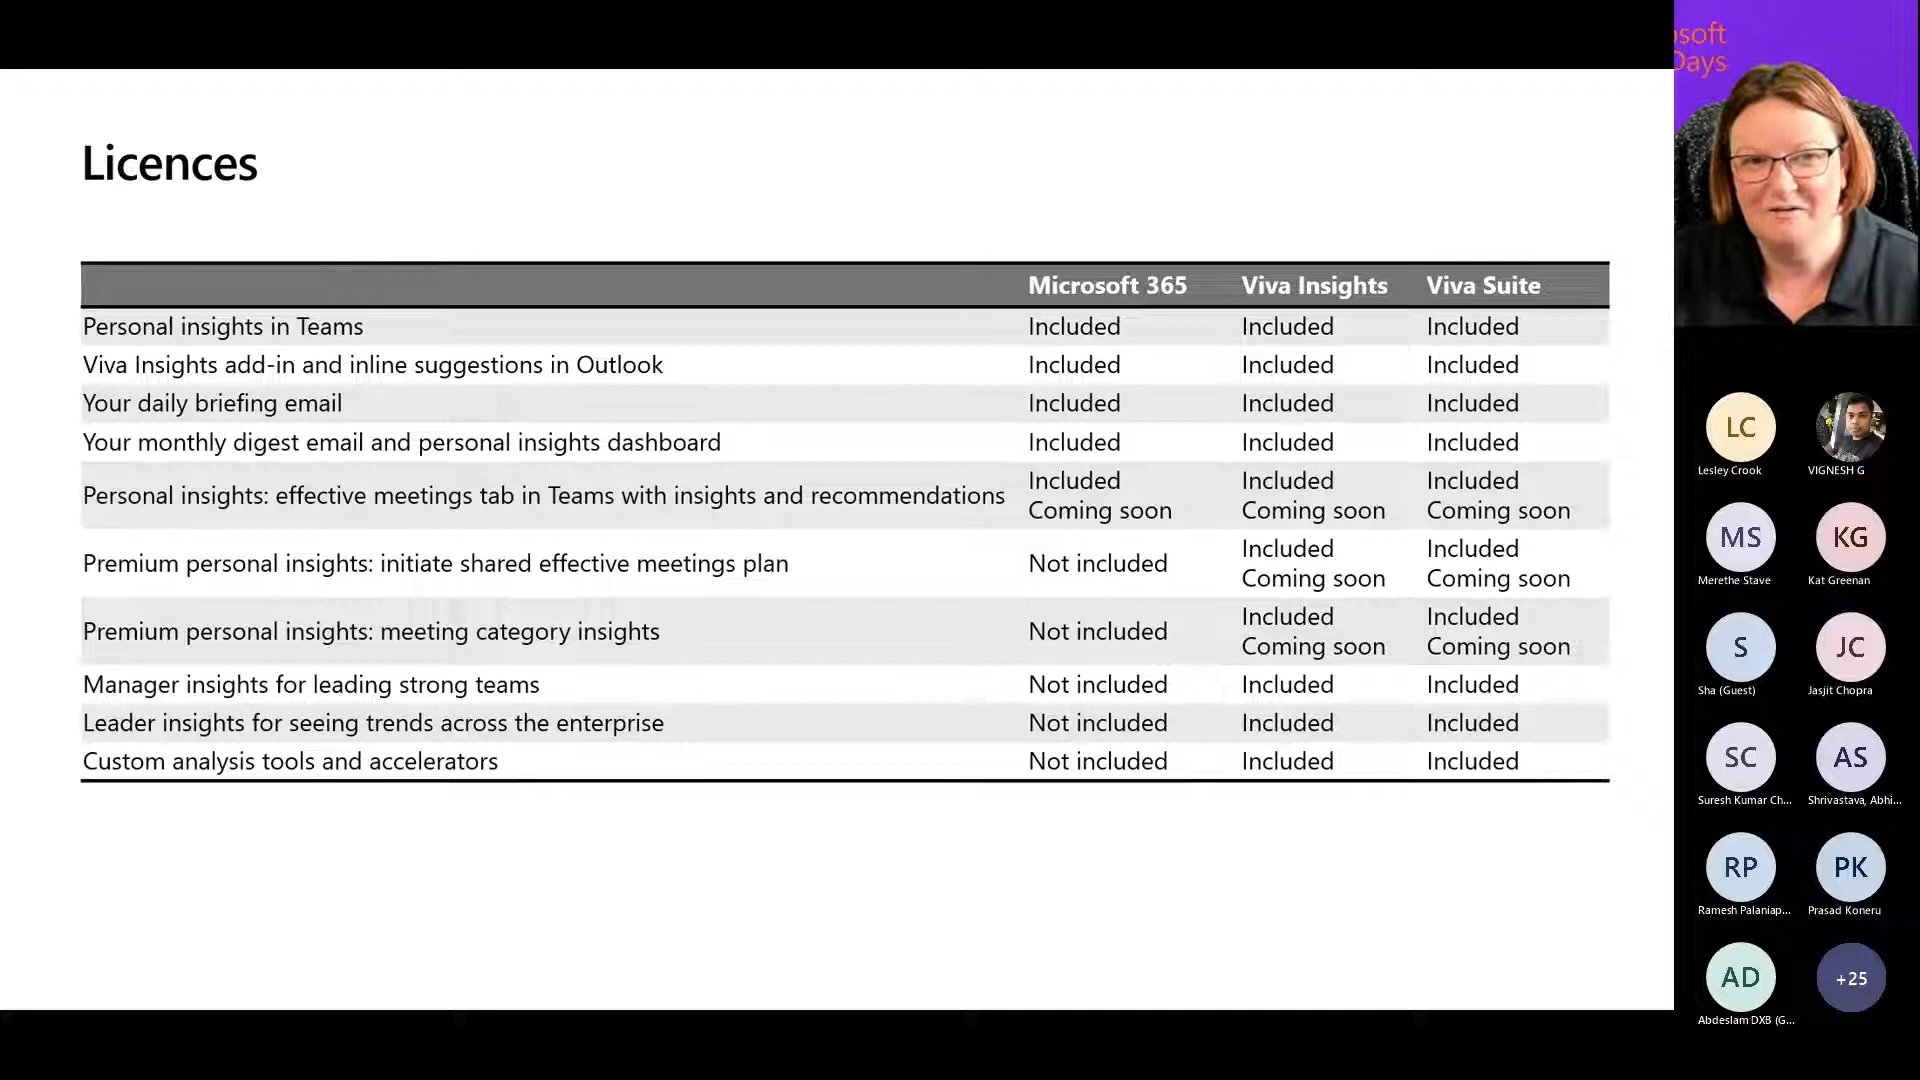 soft
Days
Licences
Microsoft 365 Viva Insights Viva Suite
Personal insights in Teams Included Included Included
Viva Insights add-in and inline suggestions in Outlook Included Included Included
Your daily briefing email Included Included Included
Your monthly digest email and personal insights dashboard Included Included Included
Personal insights: effective meetings tab in Teams with insights and recommendations Included Included Included
Coming soon Coming soon Coming soon
Premium personal insights: initiate shared effective meetings plan Not included Included Included
Coming soon Coming soon
Premium personal insights: meeting category insights Not included Included Included
Coming soon Coming soon
Manager insights for leading strong teams Not included Included Included
Leader insights for seeing trends across the enterprise Not included Included Included
Custom analysis tools and accelerators Not included Included Included
LC
Lesley Crook VIGNESH G
MS KG
Merethe Stave Kat Greenan
S JC
Sha (Guest) Jasjit Chopra
SC AS
Suresh Kumar Ch... Shrivastava, Abhi...
RP PK
Ramesh Palaniap... Prasad Koneru
AD +25
Abdeslam DXB (G...